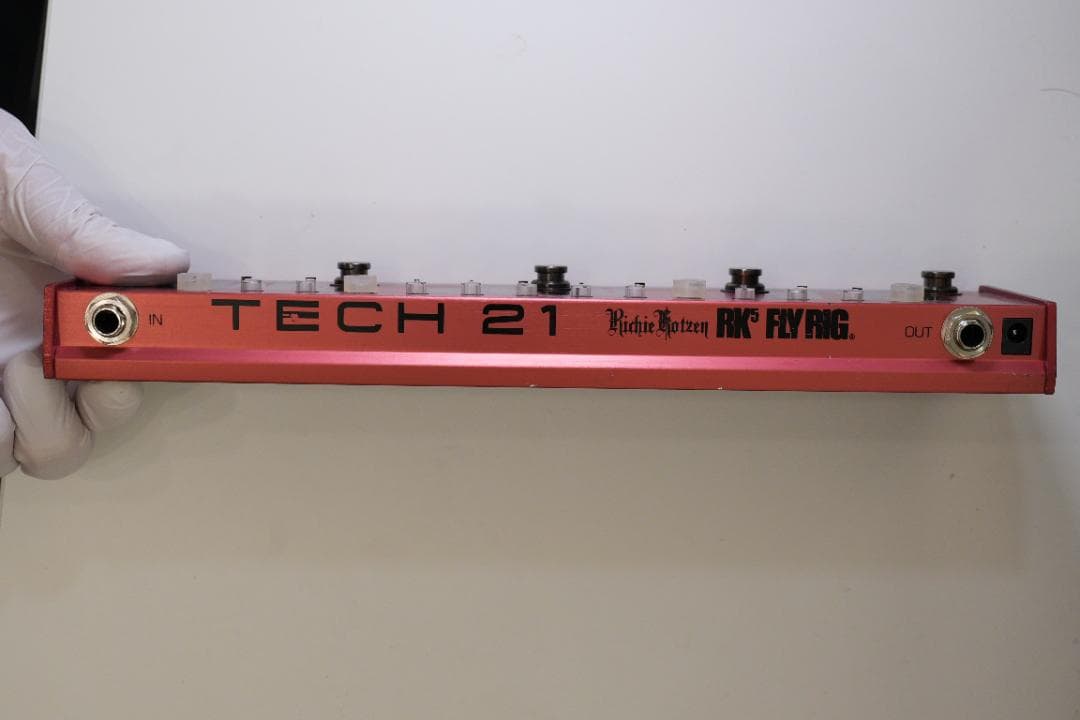 IN TECH 21 Richie Kotzen RK5 FLY RIG® OUT